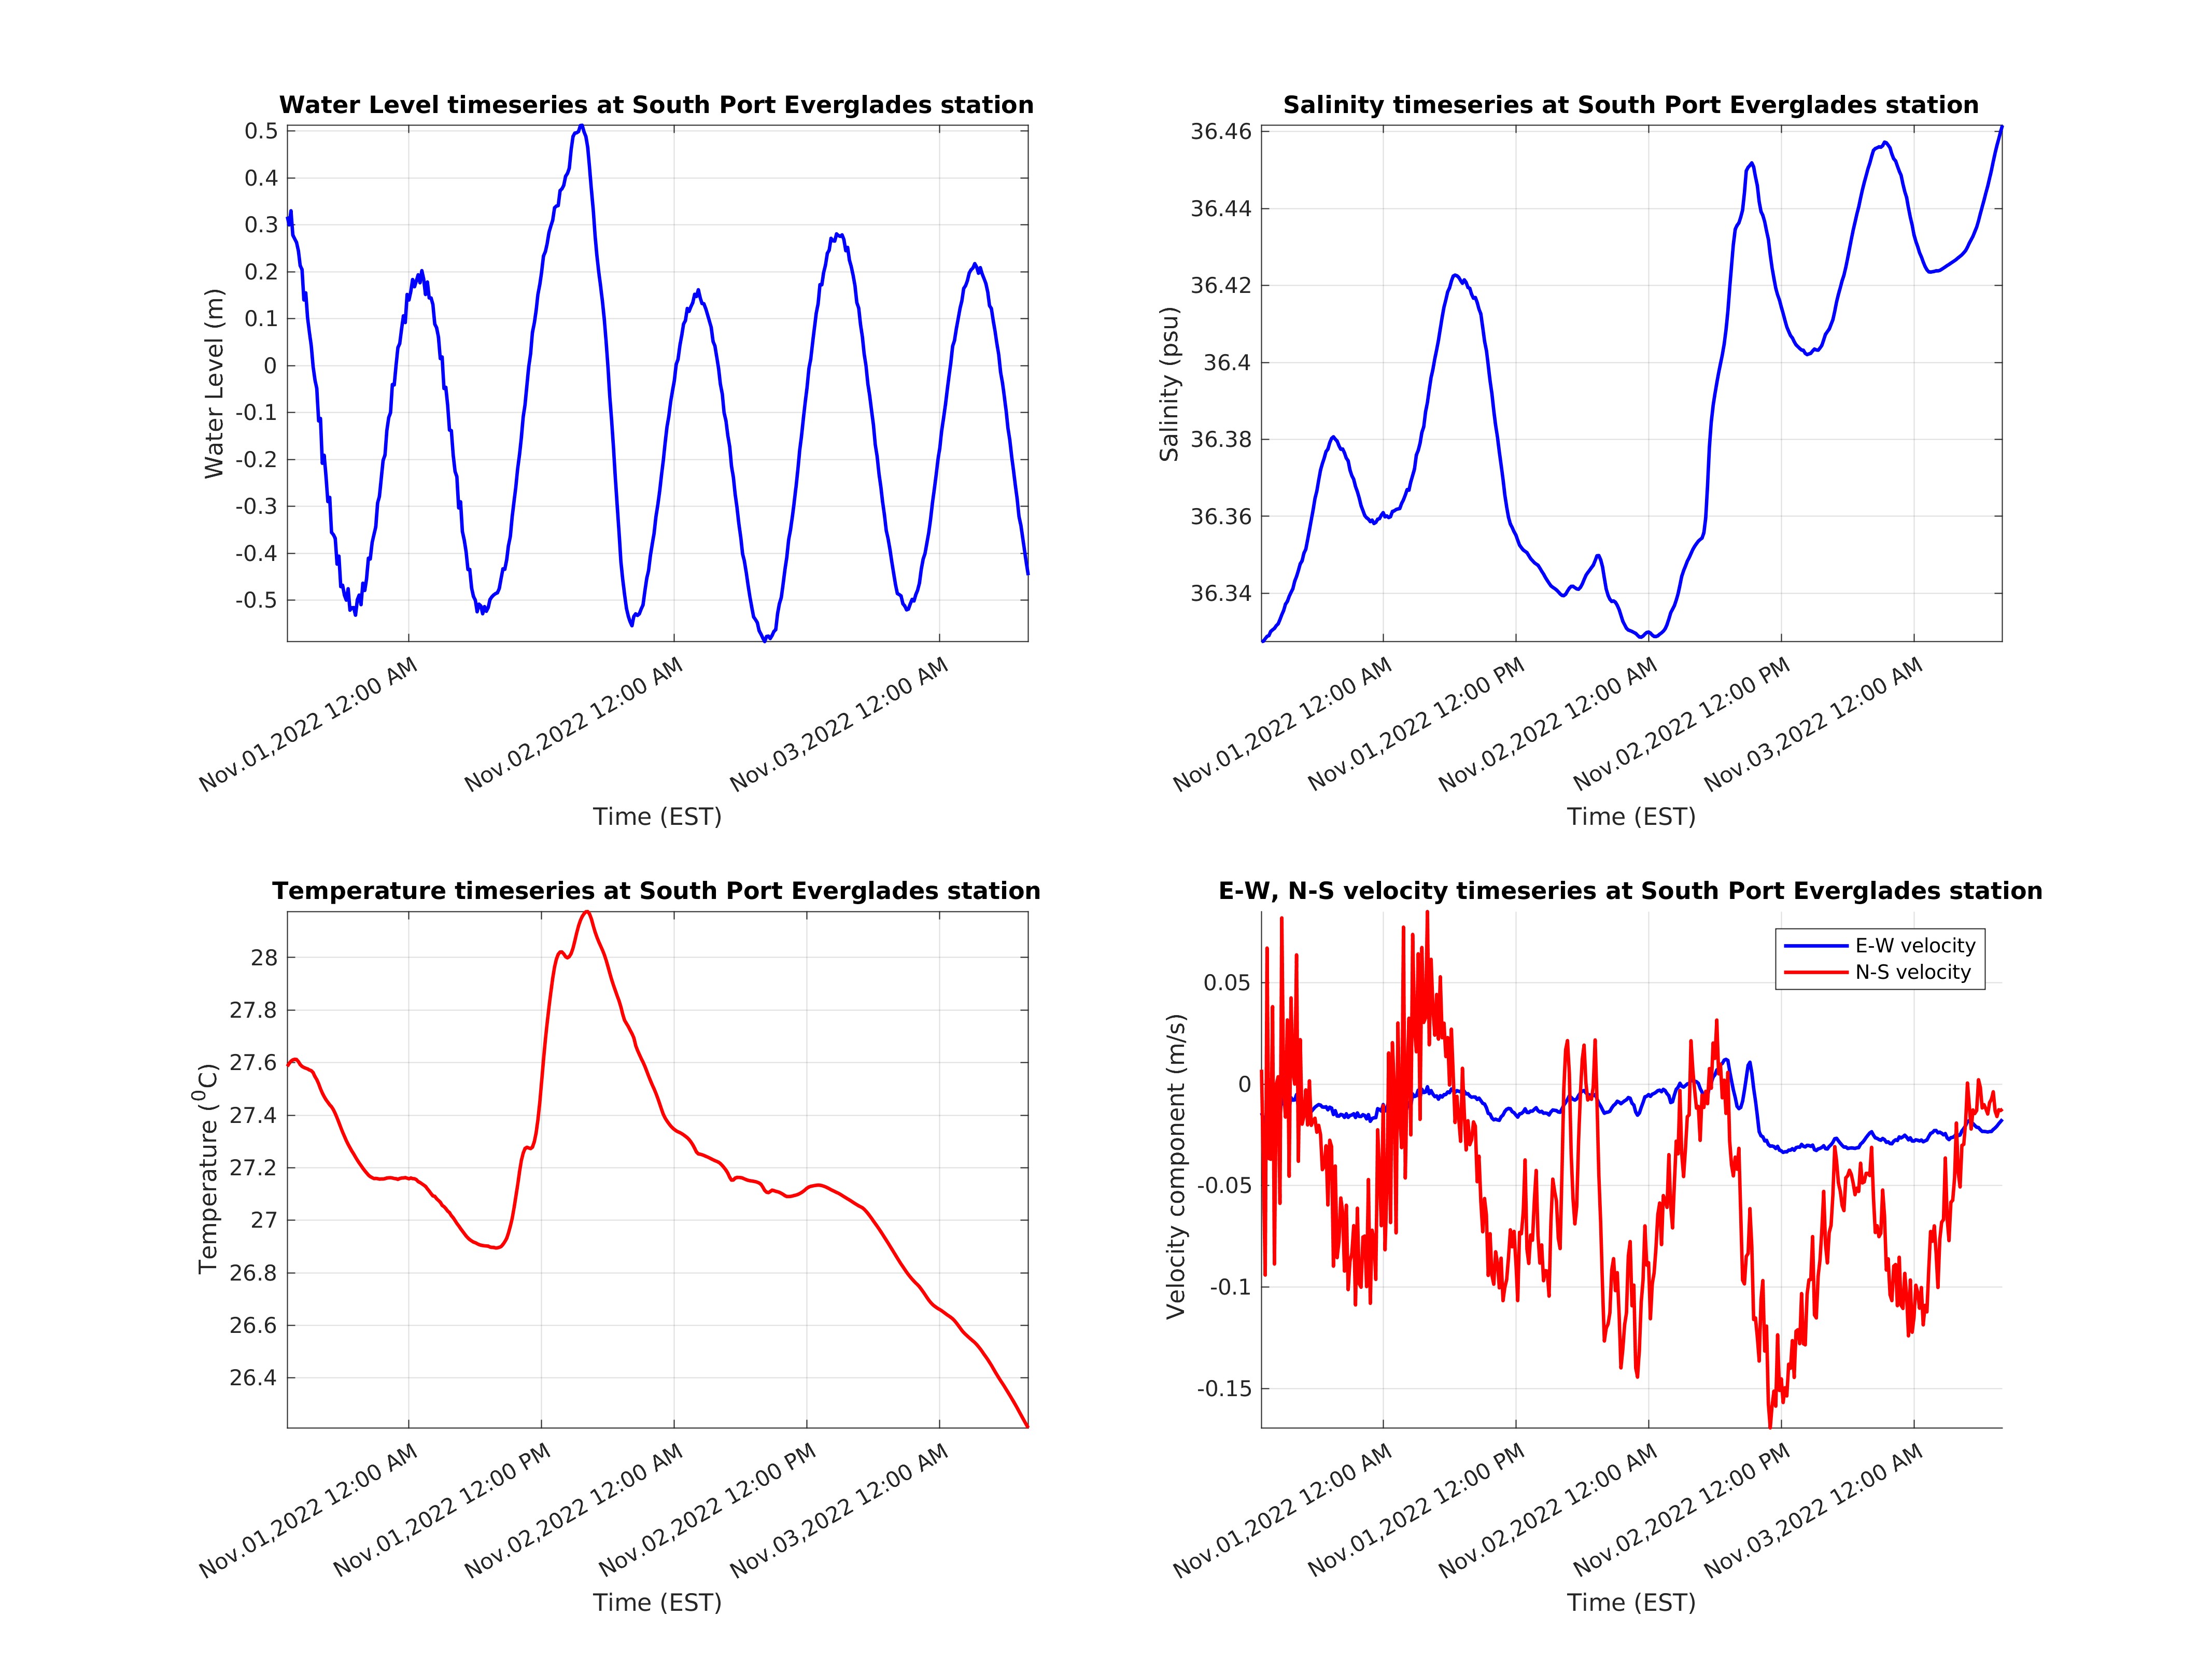 Water Level timeseries at South Port Everglades station
0.5
0.4
0.3
0.2
0.1
0
-0.1
-0.2
-0.3
-0.4
-0.5
Water Level (m)
Nov.01,2022 12:00 AM
Nov.02,2022 12:00 AM
Nov.03,2022 12:00 AM
Time (EST)
Salinity timeseries at South Port Everglades station
36.46
36.44
36.42
36.4
36.38
36.36
36.34
Salinity (psu)
Nov.01,2022 12:00 AM
Nov.01,2022 12:00 PM
Nov.02,2022 12:00 AM
Nov.02,2022 12:00 PM
Nov.03,2022 12:00 AM
Time (EST)
Temperature timeseries at South Port Everglades station
28
27.8
27.6
27.4
27.2
27
26.8
26.6
26.4
Temperature (⁰C)
Nov.01,2022 12:00 AM
Nov.01,2022 12:00 PM
Nov.02,2022 12:00 AM
Nov.02,2022 12:00 PM
Nov.03,2022 12:00 AM
Time (EST)
E-W, N-S velocity timeseries at South Port Everglades station
E-W velocity
N-S velocity
0.05
0
-0.05
-0.1
-0.15
Velocity component (m/s)
Nov.01,2022 12:00 AM
Nov.01,2022 12:00 PM
Nov.02,2022 12:00 AM
Nov.02,2022 12:00 PM
Nov.03,2022 12:00 AM
Time (EST)